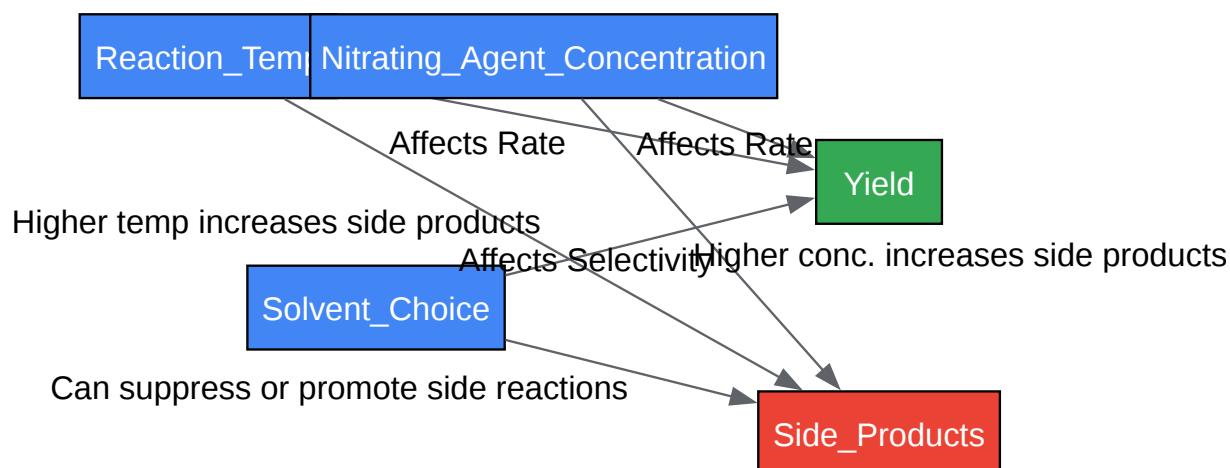 Reaction_Temp
Nitrating_Agent_Concentration
Affects Rate
Affects Rate
Yield
Higher temp increases side products
Affects Selectivity
Higher conc. increases side products
Solvent_Choice
Can suppress or promote side reactions
Side_Products